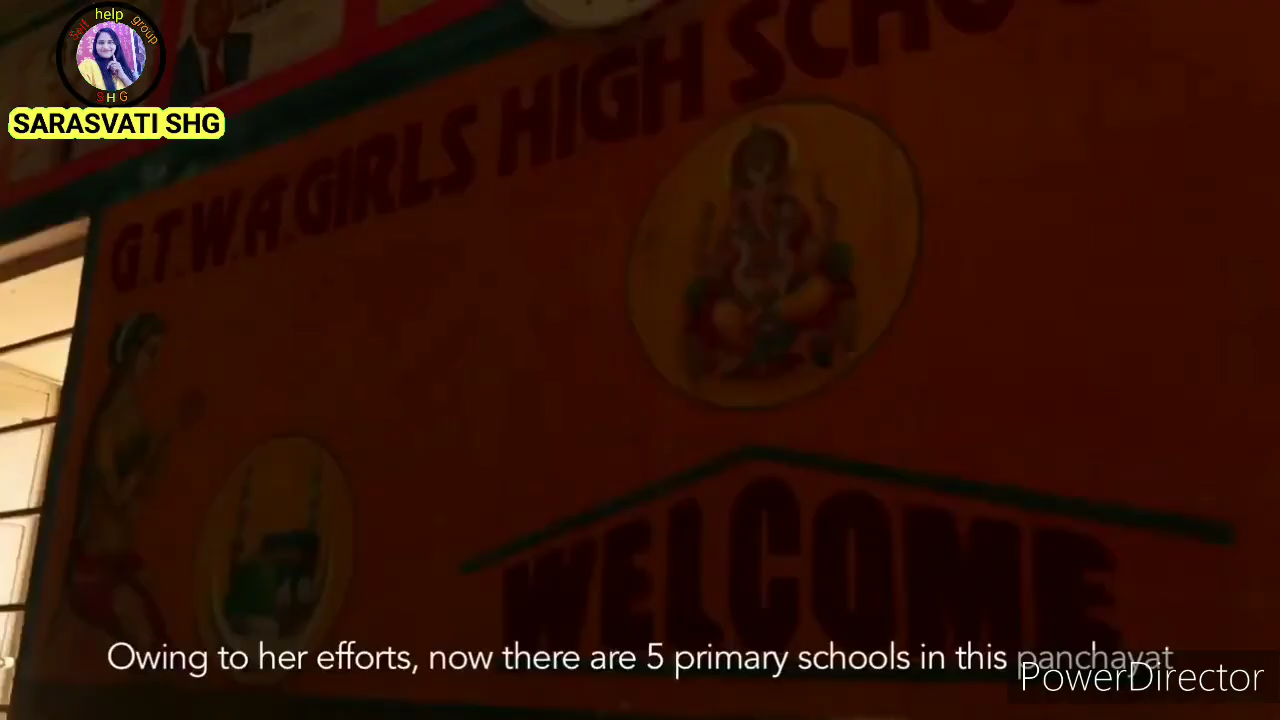 Self help group
SHG
SARASVATI SHG
G.T.W.A. GIRLS HIGH SCHO
WELCOME
Owing to her efforts, now there are 5 primary schools in this panchayat
PowerDirector